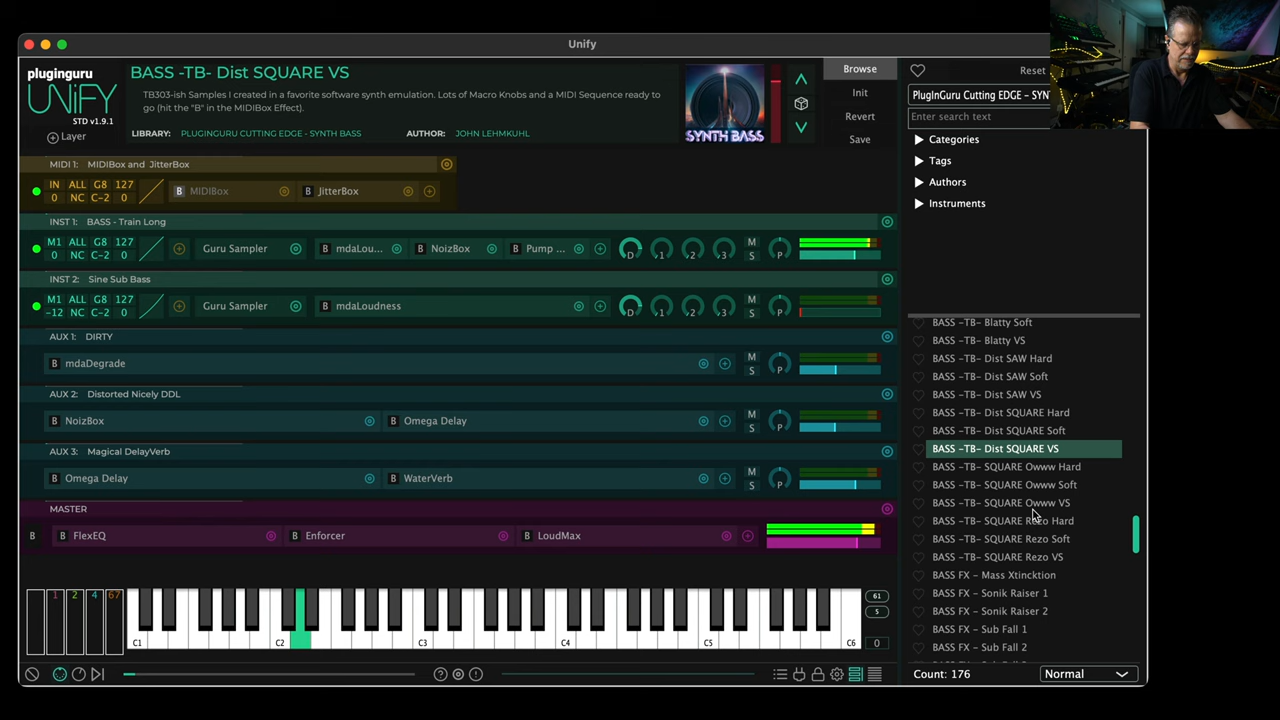 Unify
pluginguru
UNIFY
STD v1.9.1
Layer
BASS -TB- Dist SQUARE VS
TB303-ish Samples I created in a favorite software synth emulation. Lots of Macro Knobs and a MIDI Sequence ready to
go (hit the "B" in the MIDIBox Effect).
LIBRARY: PLUGINGURU CUTTING EDGE - SYNTH BASS AUTHOR: JOHN LEHMKUHL
SYNTH BASS
Browse
Init
Revert
Save
Reset
PlugInGuru Cutting EDGE - SYNT
Enter search text
Categories
Tags
Authors
Instruments
MIDI 1: MIDIBox and JitterBox
IN ALL G8 127
0 NC C-2 0
B MIDIBox B JitterBox
INST 1: BASS - Train Long
M1 ALL G8 127
0 NC C-2 0
Guru Sampler B mdaLou... B NoizBox B Pump ... D 1 2 3 M S P
INST 2: Sine Sub Bass
M1 ALL G8 127
-12 NC C-2 0
Guru Sampler B mdaLoudness D 1 2 3 M S P
AUX 1: DIRTY
B mdaDegrade M S P
AUX 2: Distorted Nicely DDL
B NoizBox B Omega Delay M S P
AUX 3: Magical DelayVerb
B Omega Delay B WaterVerb M S P
MASTER
B B FlexEQ B Enforcer B LoudMax
1 2 4 67
C1 C2 C3 C4 C5 C6
61
5
0
BASS -TB- Blatty Soft
BASS -TB- Blatty VS
BASS -TB- Dist SAW Hard
BASS -TB- Dist SAW Soft
BASS -TB- Dist SAW VS
BASS -TB- Dist SQUARE Hard
BASS -TB- Dist SQUARE Soft
BASS -TB- Dist SQUARE VS
BASS -TB- SQUARE Owww Hard
BASS -TB- SQUARE Owww Soft
BASS -TB- SQUARE Owww VS
BASS -TB- SQUARE Rezo Hard
BASS -TB- SQUARE Rezo Soft
BASS -TB- SQUARE Rezo VS
BASS FX - Mass Xtincktion
BASS FX - Sonik Raiser 1
BASS FX - Sonik Raiser 2
BASS FX - Sub Fall 1
BASS FX - Sub Fall 2
Count: 176 Normal